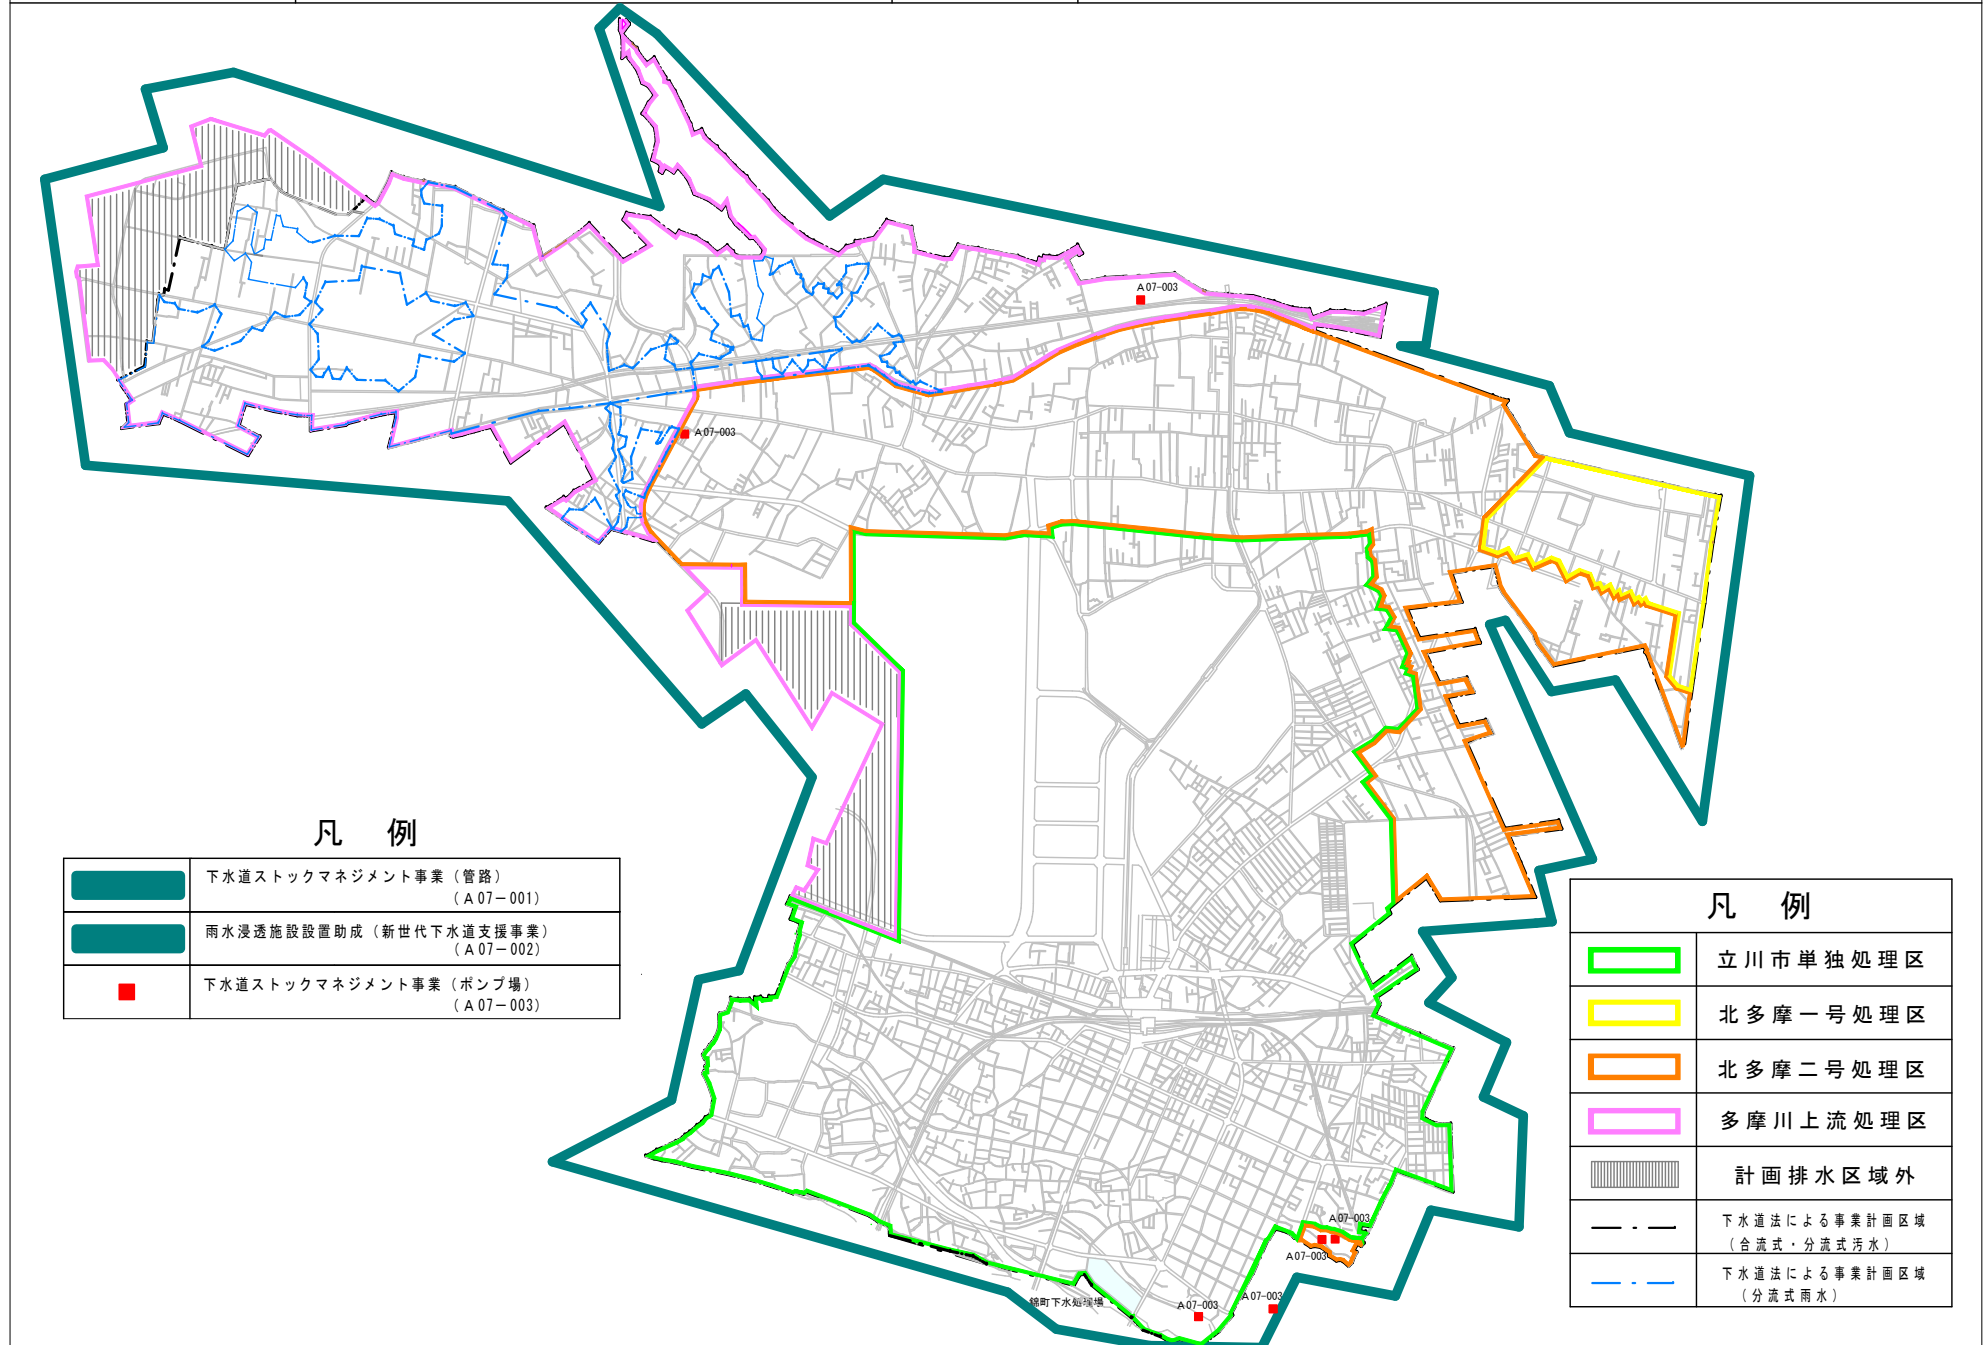 A07-003
A07-003
凡 例
下水道ストックマネジメント事業(管路)
(A07-001)
雨水浸透施設設置助成(新世代下水道支援事業)
(A07-002)
下水道ストックマネジメント事業(ポンプ場)
(A07-003)
凡 例
立川市単独処理区
北多摩一号処理区
北多摩二号処理区
多摩川上流処理区
計画排水区域外
下水道法による事業計画区域
(合流式・分流式汚水)
下水道法による事業計画区域
(分流式雨水)
A07-003
A07-003
A07-003
A07-003
錦町下水処理場